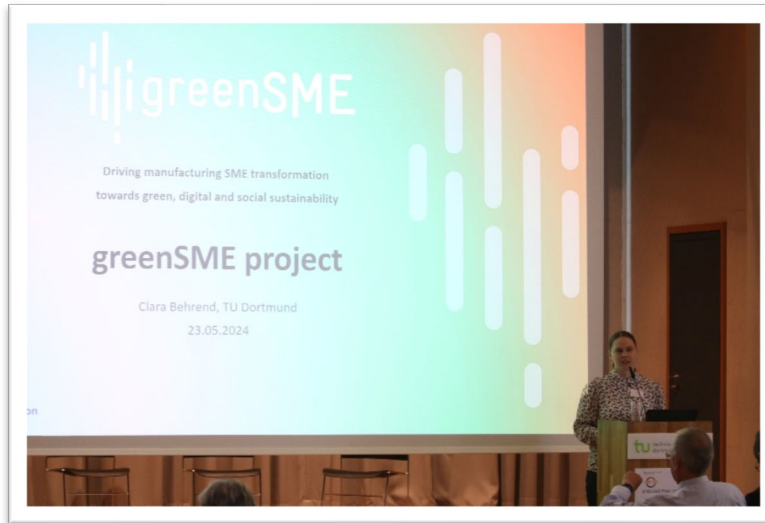 greenSME
Driving manufacturing SME transformation
towards green, digital and social sustainability
greenSME project
Clara Behrend, TU Dortmund
23.05.2024
on
tu